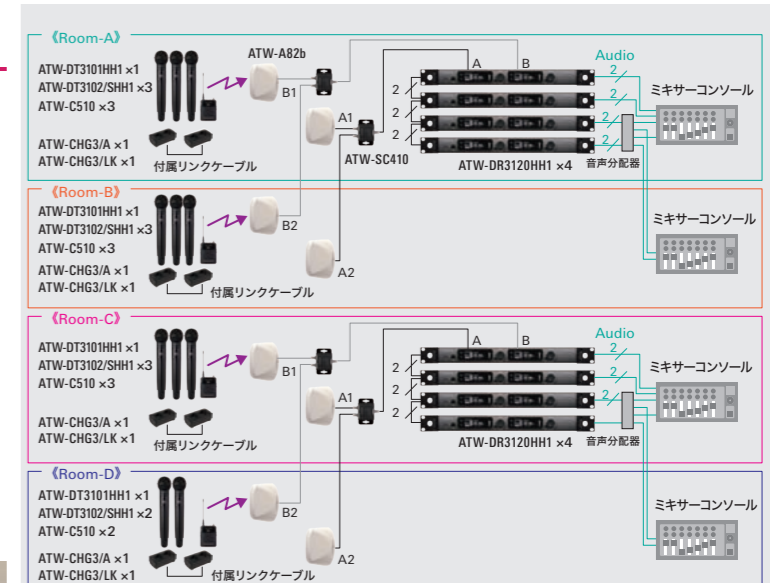 《Room-A》
ATW-DT3101HH1 ×1
ATW-DT3102/SHH1 ×3
ATW-C510 ×3
ATW-CHG3/A ×1
ATW-CHG3/LK ×1
付属リンクケーブル
ATW-A82b
B1
A1
ATW-SC410
A
B
2
2
2
ATW-DR3120HH1 ×4
Audio
2
2
2
2
音声分配器
ミキサーコンソール
《Room-B》
ATW-DT3101HH1 ×1
ATW-DT3102/SHH1 ×3
ATW-C510 ×3
ATW-CHG3/A ×1
ATW-CHG3/LK ×1
付属リンクケーブル
B2
A2
ミキサーコンソール
《Room-C》
ATW-DT3101HH1 ×1
ATW-DT3102/SHH1 ×3
ATW-C510 ×3
ATW-CHG3/A ×1
ATW-CHG3/LK ×1
付属リンクケーブル
B1
A1
A
B
2
2
2
ATW-DR3120HH1 ×4
Audio
2
2
2
音声分配器
ミキサーコンソール
《Room-D》
ATW-DT3101HH1 ×1
ATW-DT3102/SHH1 ×2
ATW-C510 ×2
ATW-CHG3/A ×1
ATW-CHG3/LK ×1
付属リンクケーブル
B2
A2
ミキサーコンソール